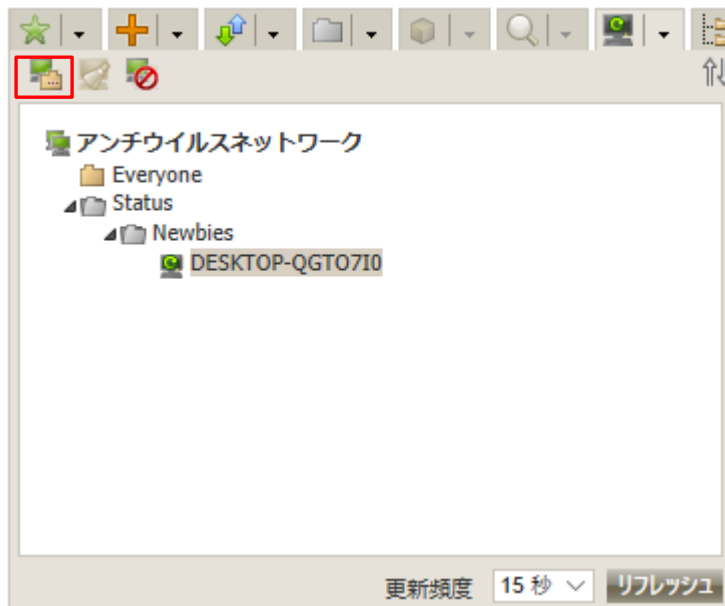 アンチウイルスネットワーク
Everyone
Status
Newbies
DESKTOP-QGTO7I0
更新頻度 15 秒 リフレッシュ